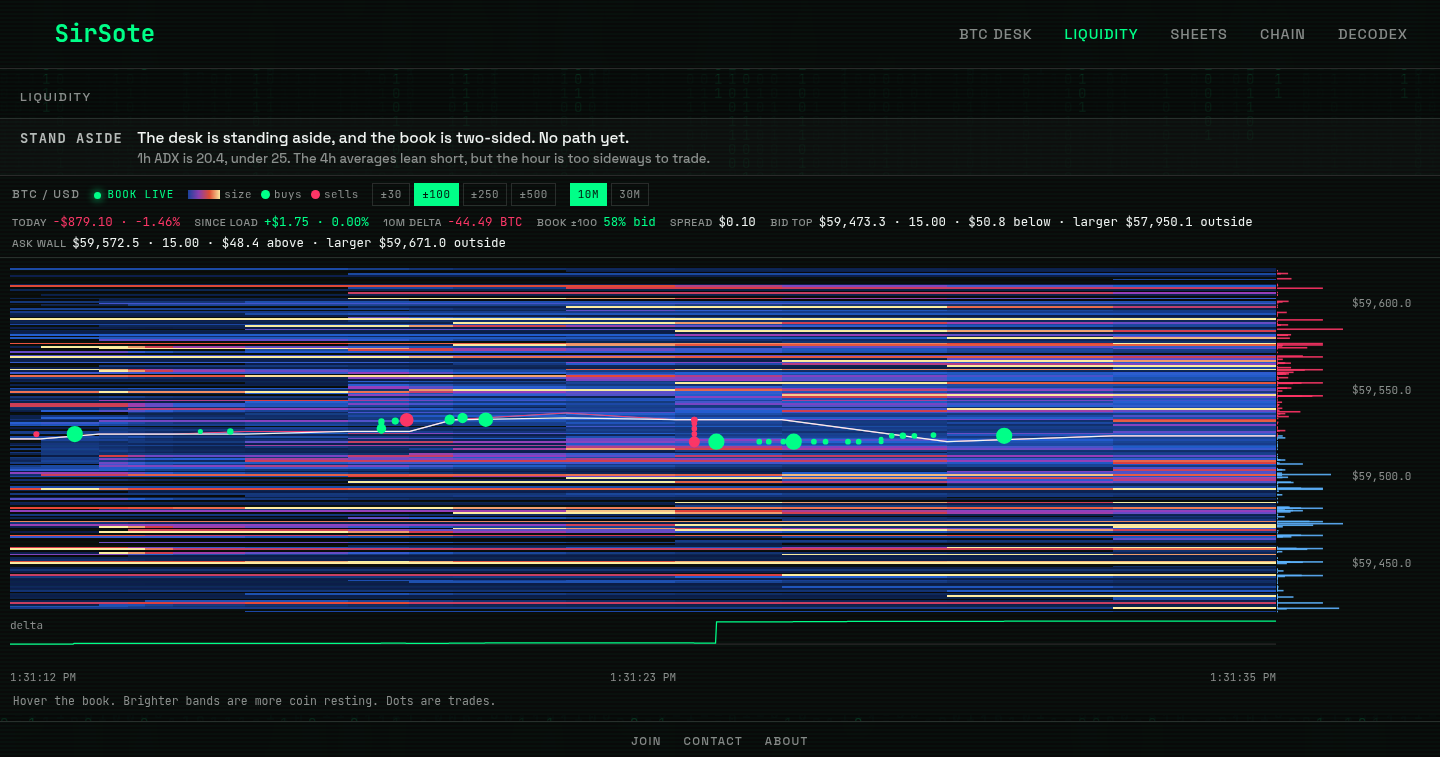 SirSote
BTC DESK LIQUIDITY SHEETS CHAIN DECODEX
LIQUIDITY
STAND ASIDE The desk is standing aside, and the book is two-sided. No path yet.
1h ADX is 20.4, under 25. The 4h averages lean short, but the hour is too sideways to trade.
BTC / USD BOOK LIVE size buys sells ±30 ±100 ±250 ±500 10M 30M
TODAY -$879.10 · -1.46% SINCE LOAD +$1.75 · 0.00% 10M DELTA -44.49 BTC BOOK ±100 58% bid SPREAD $0.10 BID TOP $59,473.3 · 15.00 · $50.8 below · larger $57,950.1 outside
ASK WALL $59,572.5 · 15.00 · $48.4 above · larger $59,671.0 outside
$59,600.0
$59,550.0
$59,500.0
$59,450.0
delta
1:31:12 PM 1:31:23 PM 1:31:35 PM
Hover the book. Brighter bands are more coin resting. Dots are trades.
JOIN CONTACT ABOUT